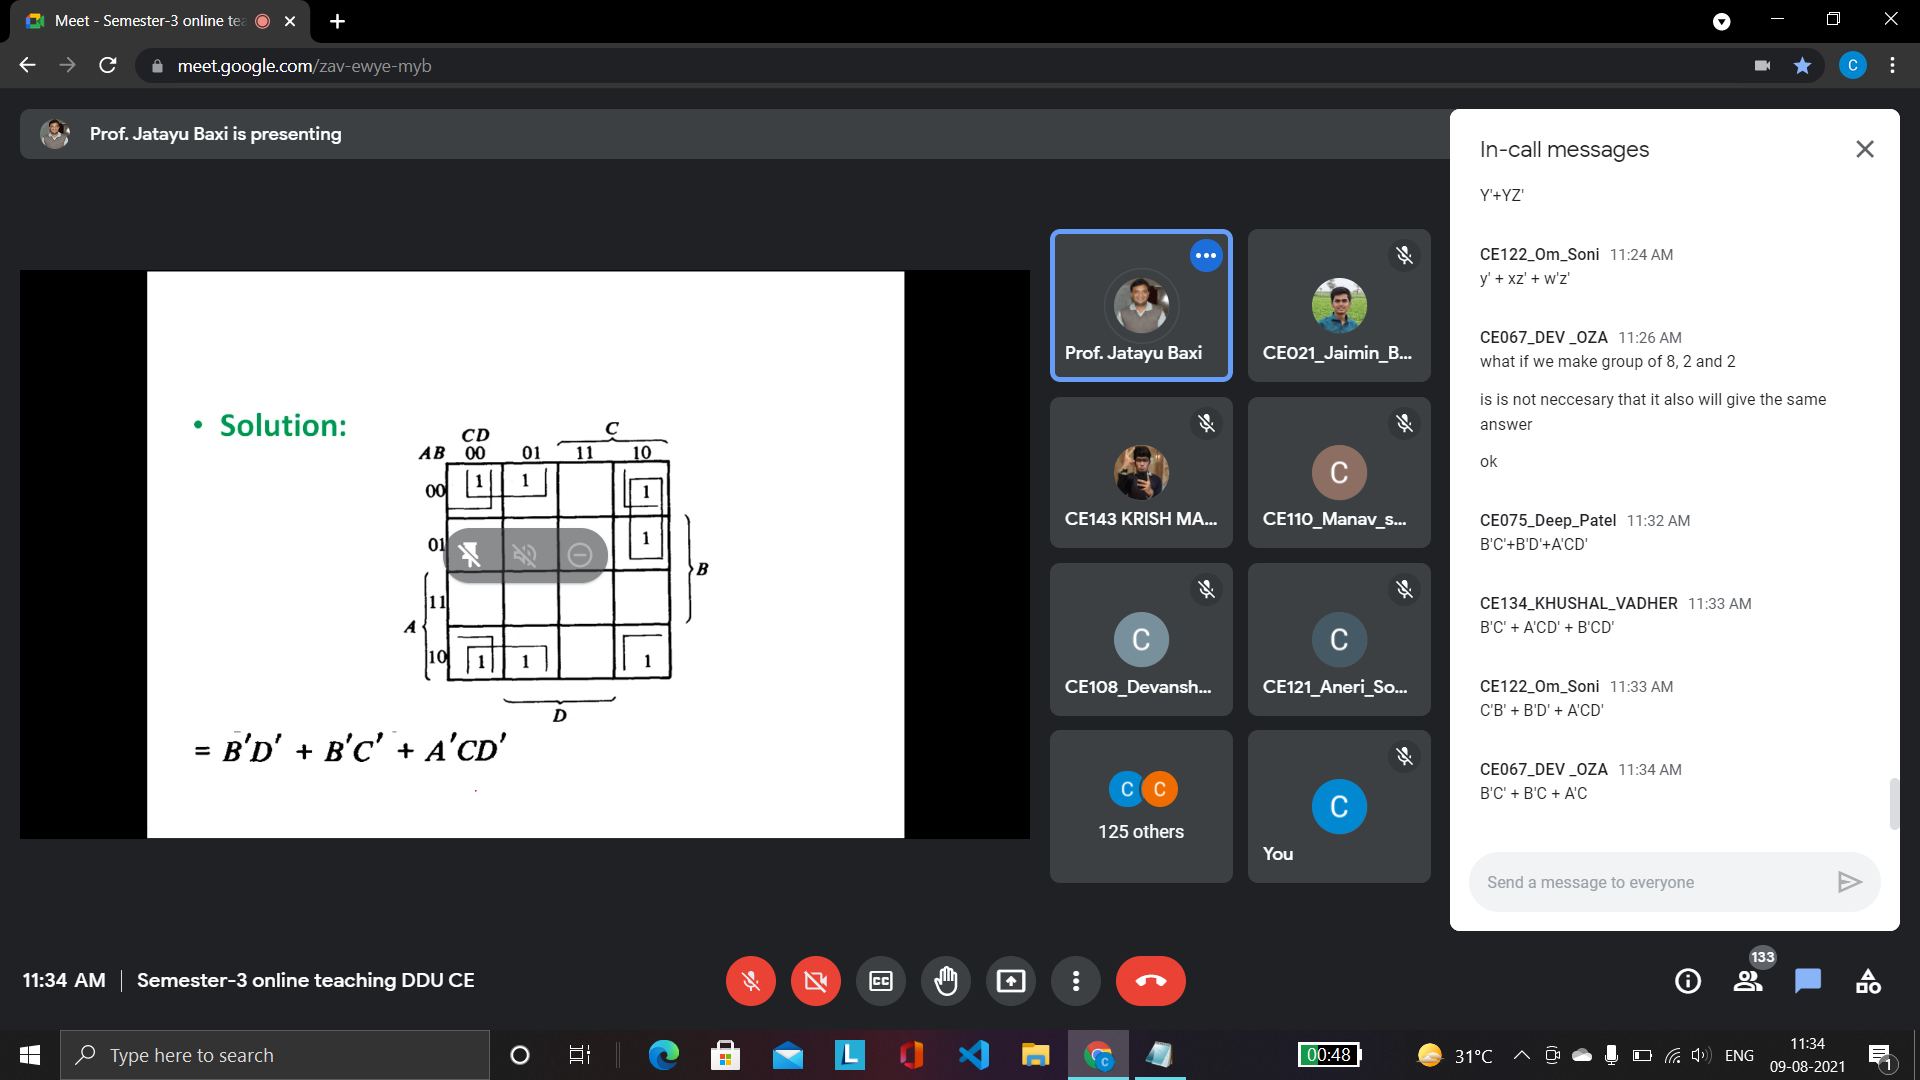 Meet - Semester-3 online tea
meet.google.com/zav-ewye-myb
C
Prof. Jatayu Baxi is presenting
• Solution:
CD
C
AB 00 01 11 10
00 1 1 1
01 1
B
11
A
10 1 1 1
D
= B'D' + B'C' + A'CD'
Prof. Jatayu Baxi
CE021_Jaimin_B...
CE143 KRISH MA...
C
CE110_Manav_s...
C
CE108_Devansh...
C
CE121_Aneri_So...
C C
125 others
C
You
In-call messages
Y'+YZ'
CE122_Om_Soni 11:24 AM
y' + xz' + w'z'
CE067_DEV _OZA 11:26 AM
what if we make group of 8, 2 and 2
is is not neccesary that it also will give the same
answer
ok
CE075_Deep_Patel 11:32 AM
B'C'+B'D'+A'CD'
CE134_KHUSHAL_VADHER 11:33 AM
B'C' + A'CD' + B'CD'
CE122_Om_Soni 11:33 AM
C'B' + B'D' + A'CD'
CE067_DEV _OZA 11:34 AM
B'C' + B'C + A'C
Send a message to everyone
11:34 AM | Semester-3 online teaching DDU CE
133
Type here to search
L
C
00:48
31°C
ENG
11:34
09-08-2021
1